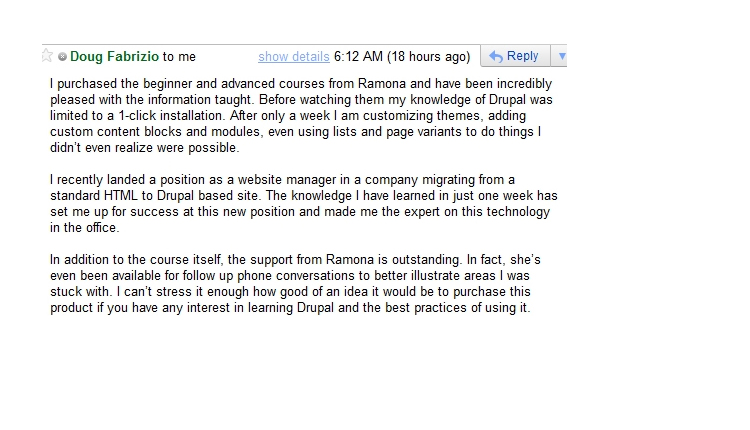 Doug Fabrizio to me show details 6:12 AM (18 hours ago) Reply
I purchased the beginner and advanced courses from Ramona and have been incredibly
pleased with the information taught. Before watching them my knowledge of Drupal was
limited to a 1-click installation. After only a week I am customizing themes, adding
custom content blocks and modules, even using lists and page variants to do things I
didn’t even realize were possible.
I recently landed a position as a website manager in a company migrating from a
standard HTML to Drupal based site. The knowledge I have learned in just one week has
set me up for success at this new position and made me the expert on this technology
in the office.
In addition to the course itself, the support from Ramona is outstanding. In fact, she’s
even been available for follow up phone conversations to better illustrate areas I was
stuck with. I can’t stress it enough how good of an idea it would be to purchase this
product if you have any interest in learning Drupal and the best practices of using it.